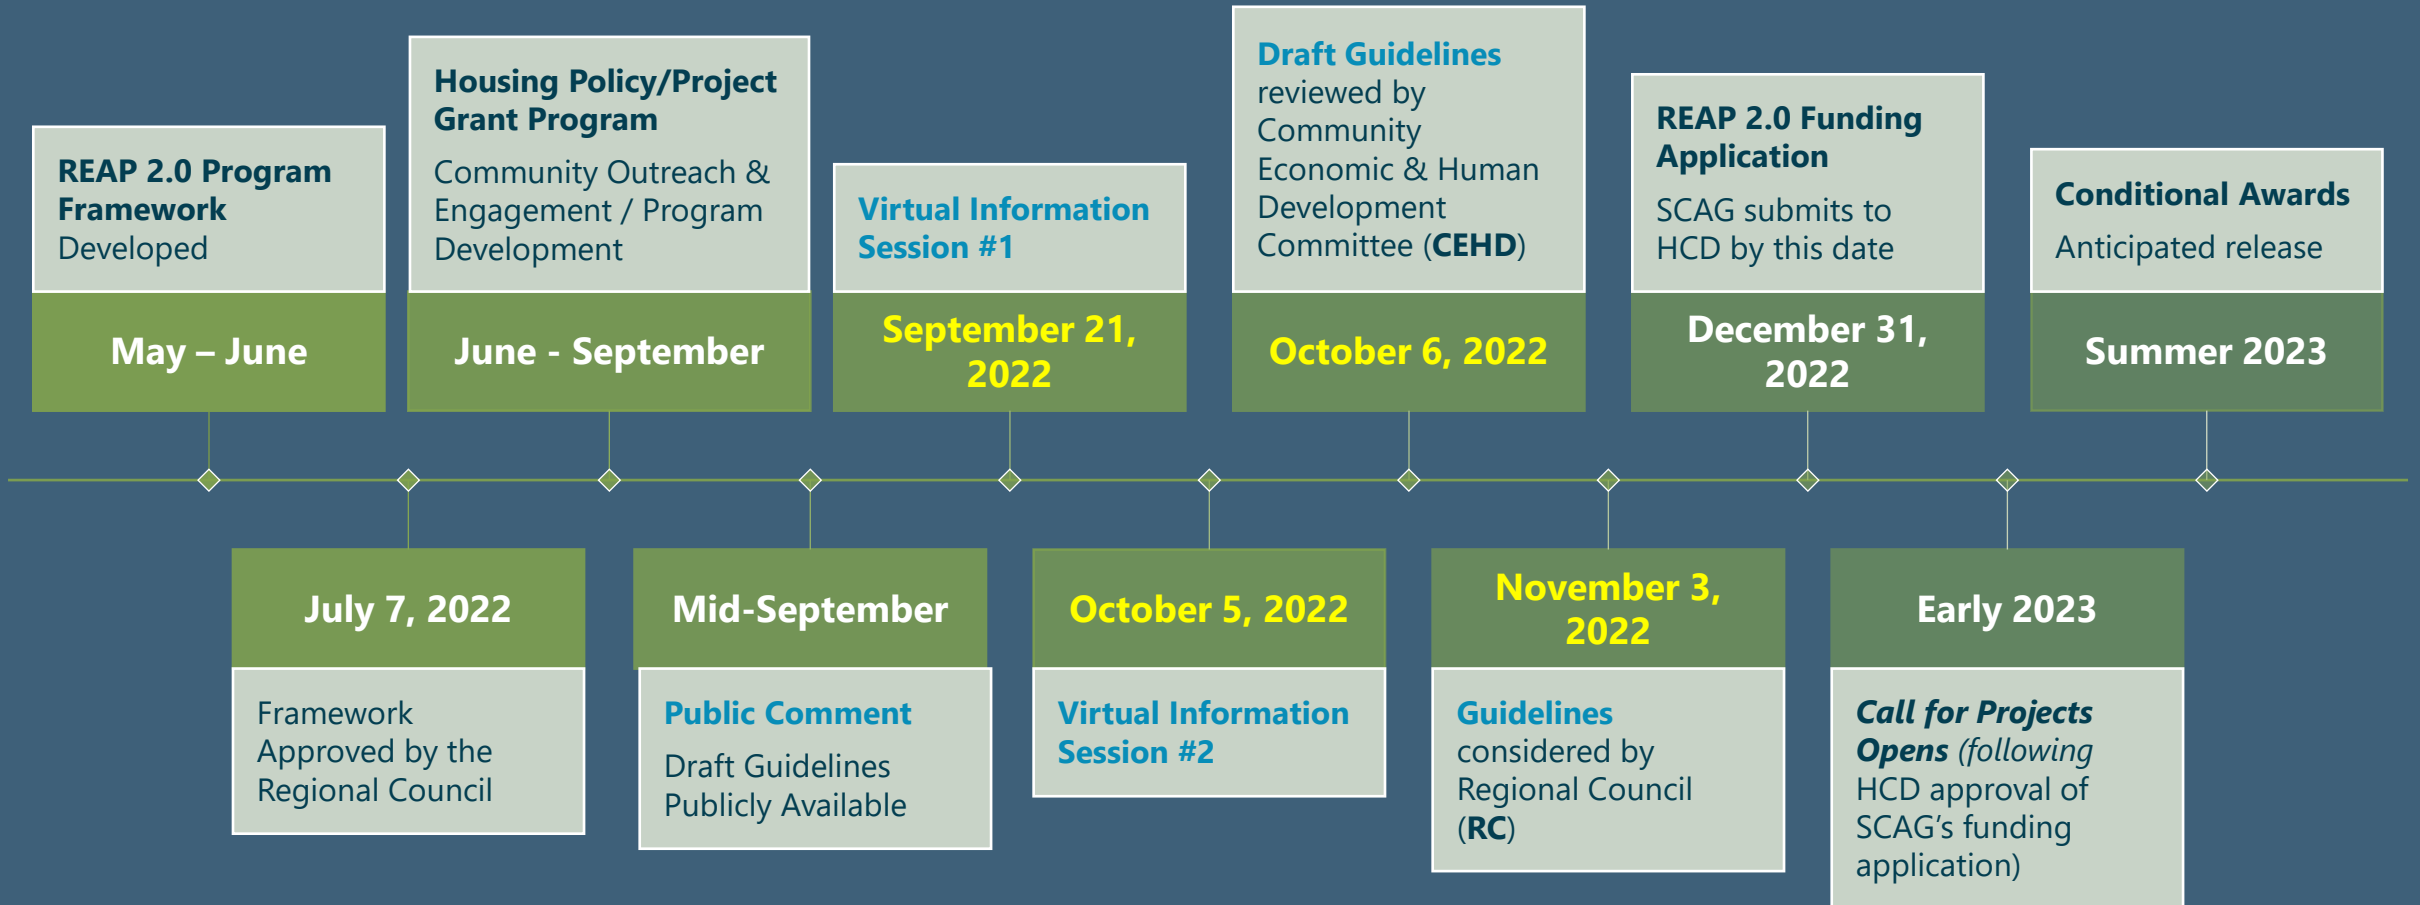 REAP 2.0 Program
Framework
Developed
May – June
Housing Policy/Project
Grant Program
Community Outreach &
Engagement / Program
Development
June - September
Virtual Information
Session #1
September 21,
2022
Draft Guidelines
reviewed by
Community
Economic & Human
Development
Committee (CEHD)
October 6, 2022
REAP 2.0 Funding
Application
SCAG submits to
HCD by this date
December 31,
2022
Conditional Awards
Anticipated release
Summer 2023
July 7, 2022
Framework
Approved by the
Regional Council
Mid-September
Public Comment
Draft Guidelines
Publicly Available
October 5, 2022
Virtual Information
Session #2
November 3,
2022
Guidelines
considered by
Regional Council
(RC)
Early 2023
Call for Projects
Opens (following
HCD approval of
SCAG’s funding
application)